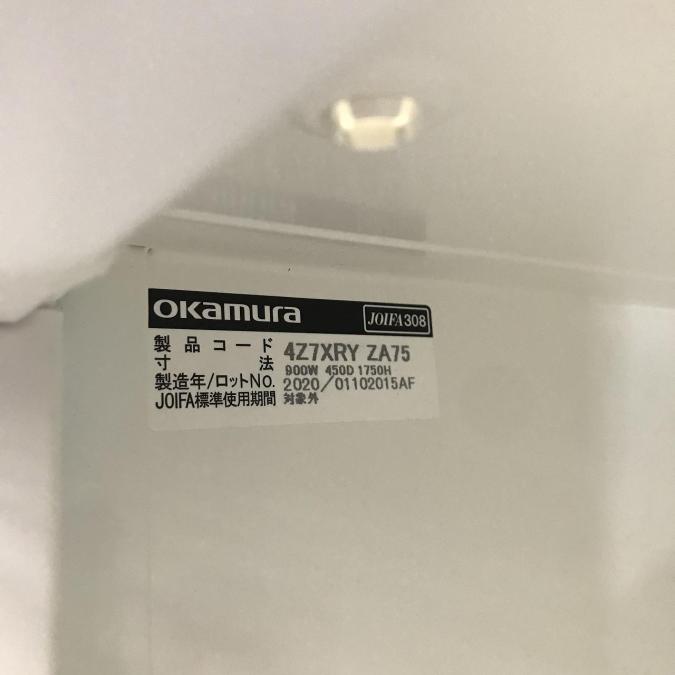 okamura JOIFA308
製品コード 4Z7XRY ZA75
寸法 900W 450D 1750H
製造年/ロットNo. 2020/01102015AF
JOIFA標準使用期間 対象外